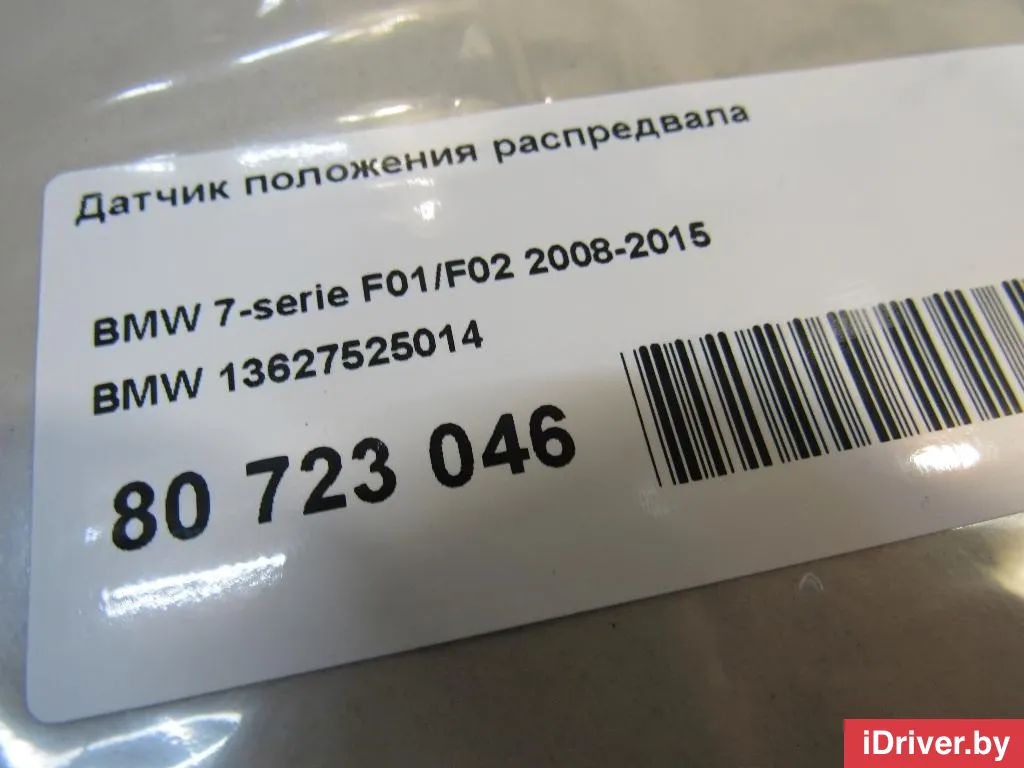 Датчик положения распредвала
BMW 7-serie F01/F02 2008-2015
BMW 13627525014
80 723 046
iDriver.by